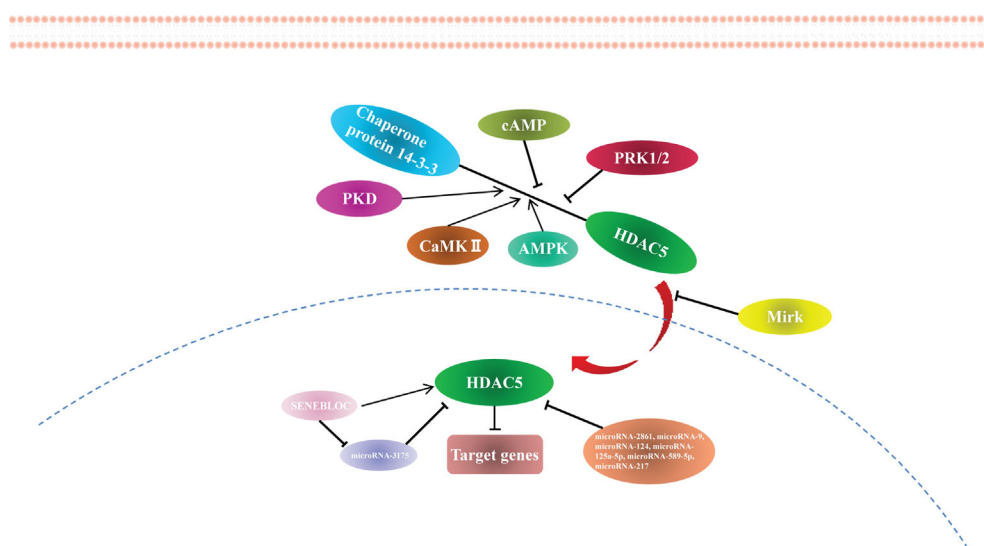 Chaperone
protein 14-3-3
cAMP
PRK1/2
PKD
CaMK Ⅱ
AMPK
HDAC5
Mirk
HDAC5
SENEBLOC
microRNA-3175
Target genes
microRNA-2861, microRNA-9,
microRNA-124, microRNA-
125a-5p, microRNA-589-5p,
microRNA-217